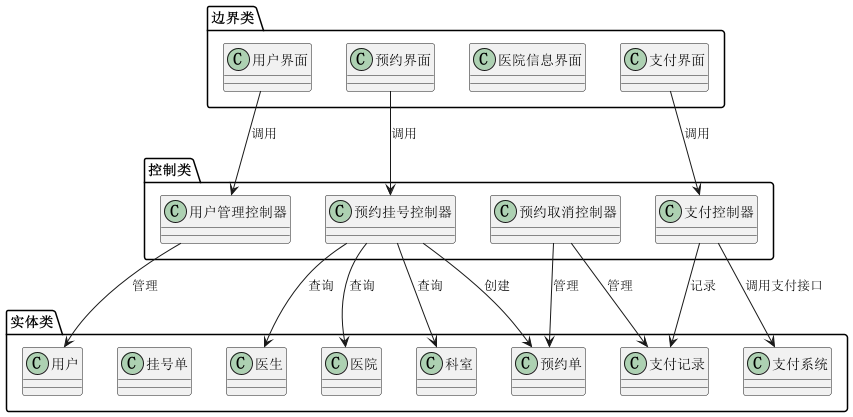 边界类
C 用户界面
C 预约界面
C 医院信息界面
C 支付界面
调用
调用
调用
控制类
C 用户管理控制器
C 预约挂号控制器
C 预约取消控制器
C 支付控制器
管理
查询
查询
查询
创建
管理
管理
记录
调用支付接口
实体类
C 用户
C 挂号单
C 医生
C 医院
C 科室
C 预约单
C 支付记录
C 支付系统